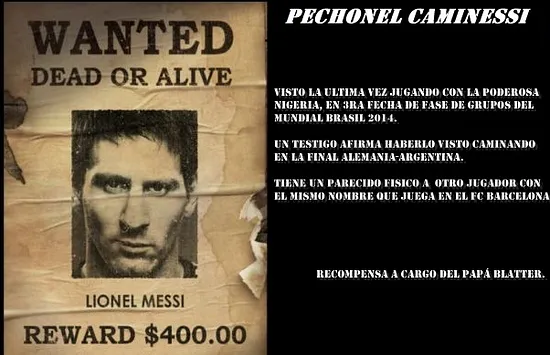 WANTED
DEAD OR ALIVE
LIONEL MESSI
REWARD $400.00
PECHONEL CAMINESSI
VISTO LA ULTIMA VEZ JUGANDO CON LA PODEROSA
NIGERIA, EN 3RA FECHA DE FASE DE GRUPOS DEL
MUNDIAL BRASIL 2014.
UN TESTIGO AFIRMA HABERLO VISTO CAMINANDO
EN LA FINAL ALEMANIA-ARGENTINA.
TIENE UN PARECIDO FISICO A OTRO JUGADOR CON
EL MISMO NOMBRE QUE JUEGA EN EL FC BARCELONA
RECOMPENSA A CARGO DEL PAPÁ BLATTER.